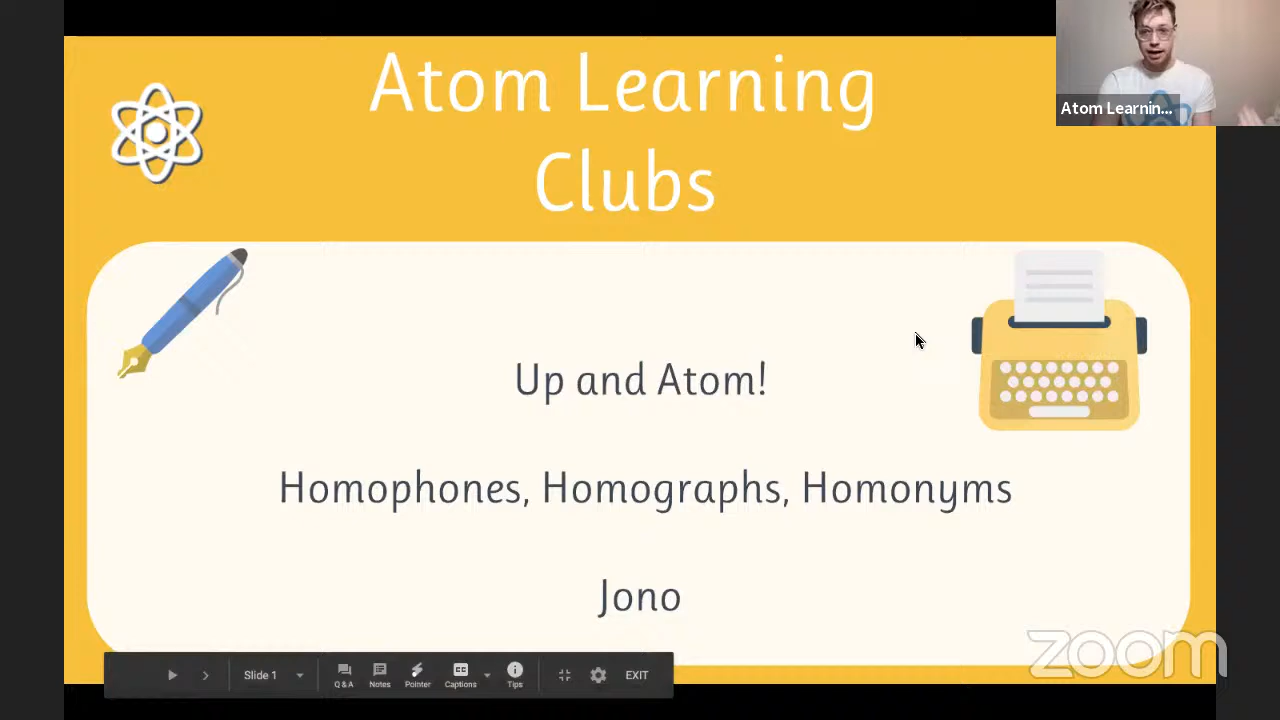 Atom Learning
Clubs
Atom Learnin...
Up and Atom!
Homophones, Homographs, Homonyms
Jono
zoom
Slide 1
Q & A
Notes
Pointer
CC
Captions
Tips
EXIT